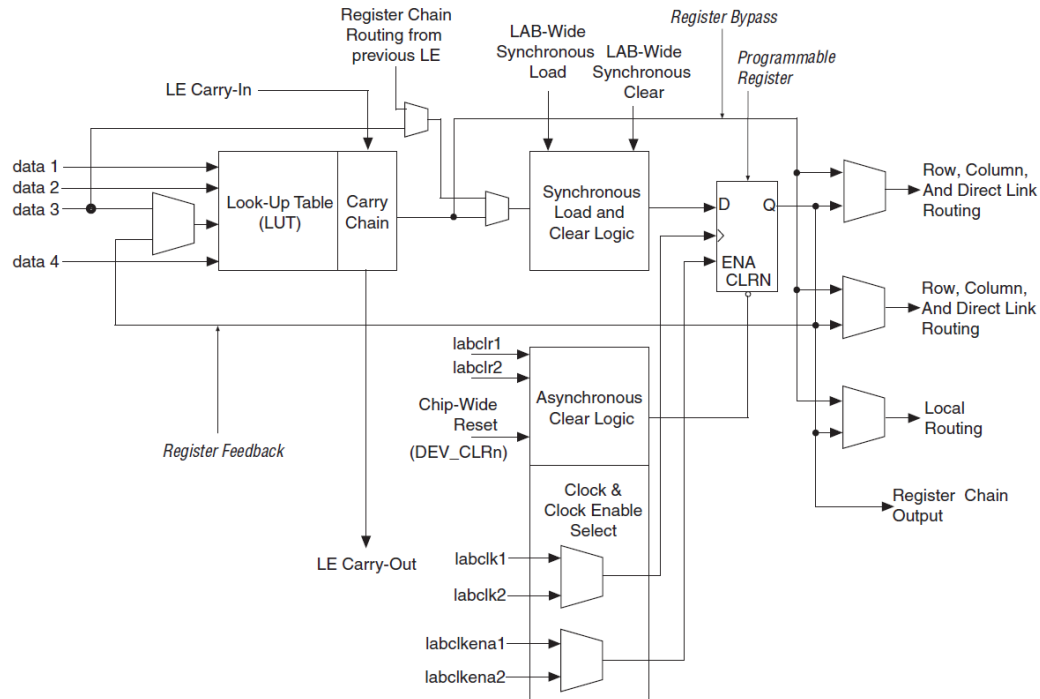 Register Chain
Routing from
previous LE
LAB-Wide
Synchronous
Load
LAB-Wide
Synchronous
Clear
Register Bypass
Programmable
Register
LE Carry-In
data 1
data 2
data 3
data 4
Look-Up Table
(LUT)
Carry
Chain
Synchronous
Load and
Clear Logic
D
Q
ENA
CLRN
Row, Column,
And Direct Link
Routing
Row, Column,
And Direct Link
Routing
Local
Routing
Register Chain
Output
labclr1
labclr2
Chip-Wide
Reset
(DEV_CLRn)
Asynchronous
Clear Logic
Register Feedback
Clock &
Clock Enable
Select
LE Carry-Out
labclk1
labclk2
labclkena1
labclkena2